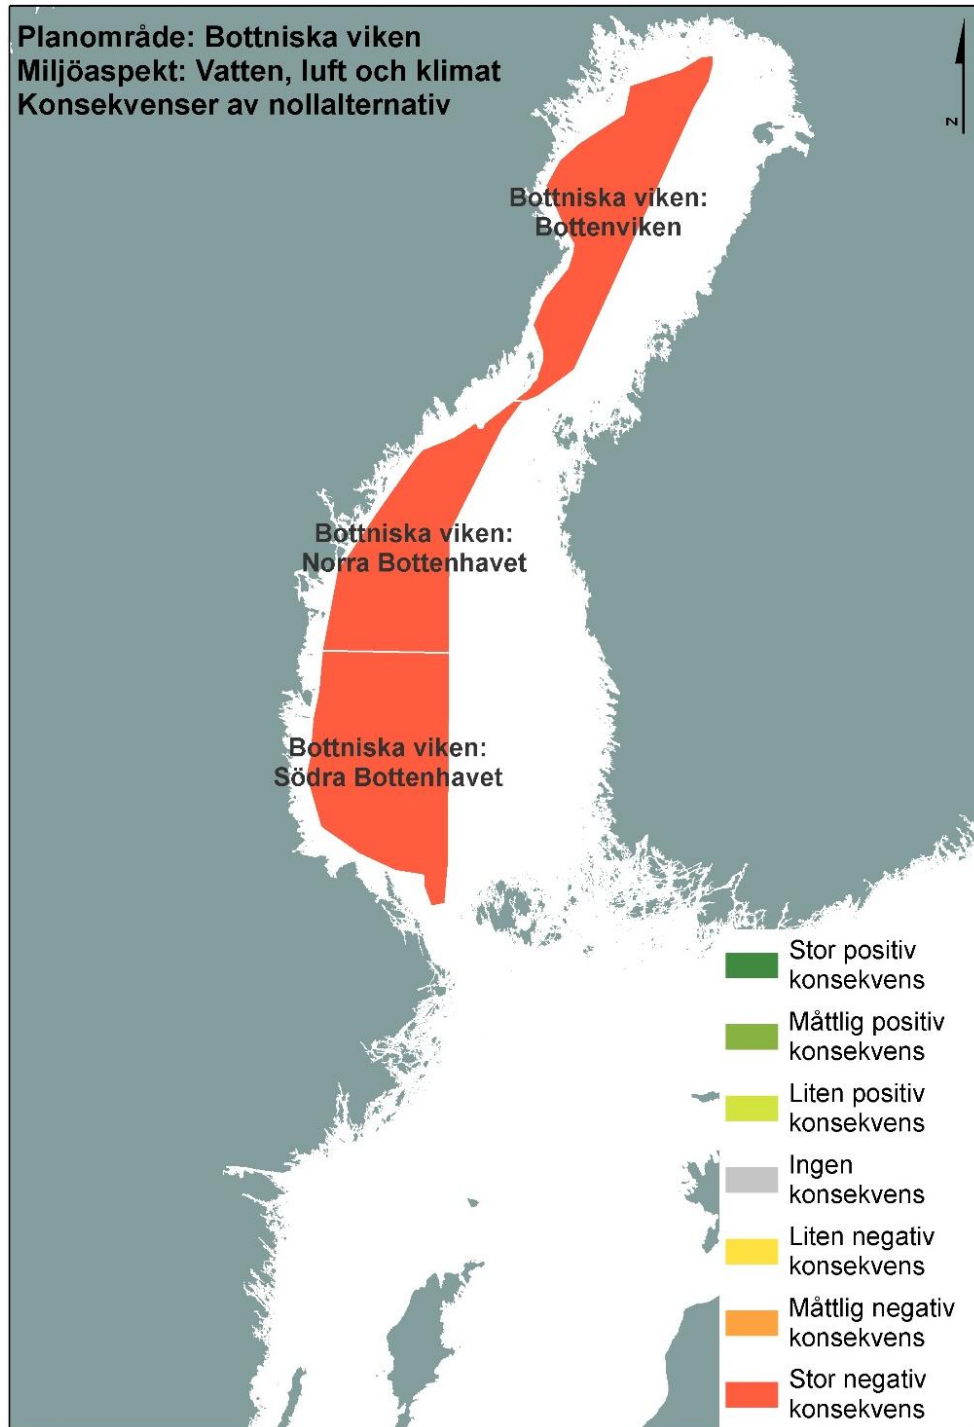 Planområde: Bottniska viken
Miljöaspekt: Vatten, luft och klimat
Konsekvenser av nollalternativ
N
Bottniska viken:
Bottenviken
Bottniska viken:
Norra Bottenhavet
Bottniska viken:
Södra Bottenhavet
Stor positiv
konsekvens
Måttlig positiv
konsekvens
Liten positiv
konsekvens
Ingen
konsekvens
Liten negativ
konsekvens
Måttlig negativ
konsekvens
Stor negativ
konsekvens